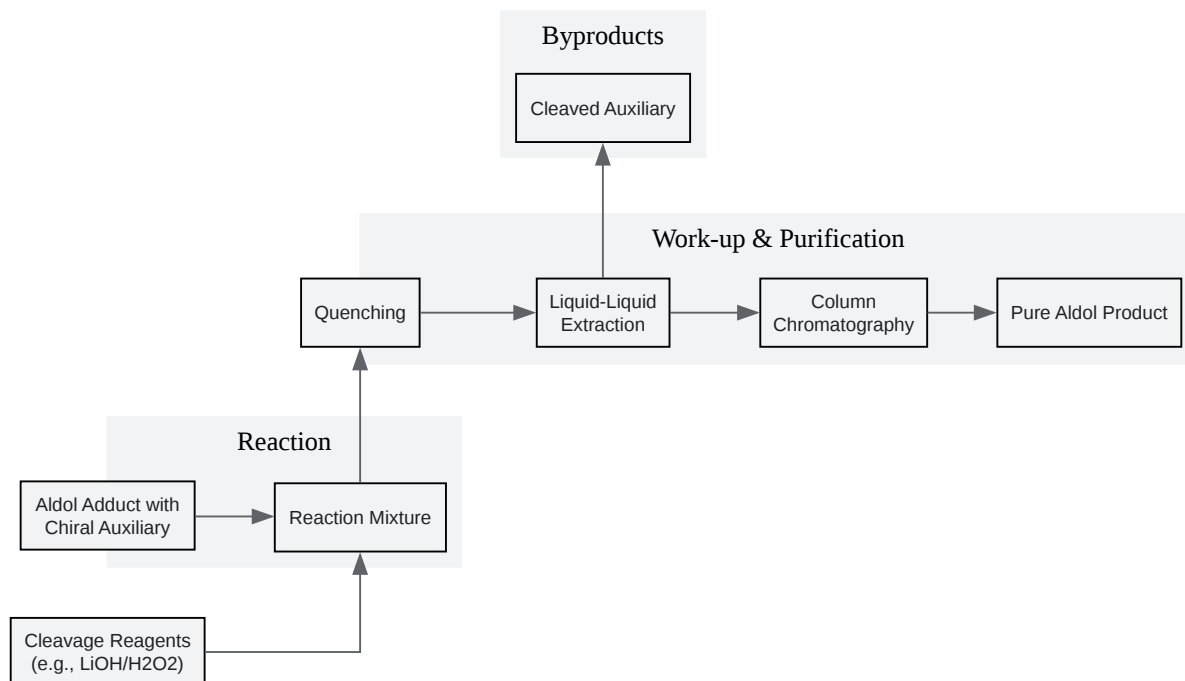 Byproducts
Cleaved Auxiliary
Work-up & Purification
Quenching
Liquid-Liquid
Extraction
Column
Chromatography
Pure Aldol Product
Reaction
Aldol Adduct with
Chiral Auxiliary
Reaction Mixture
Cleavage Reagents
(e.g., LiOH/H2O2)